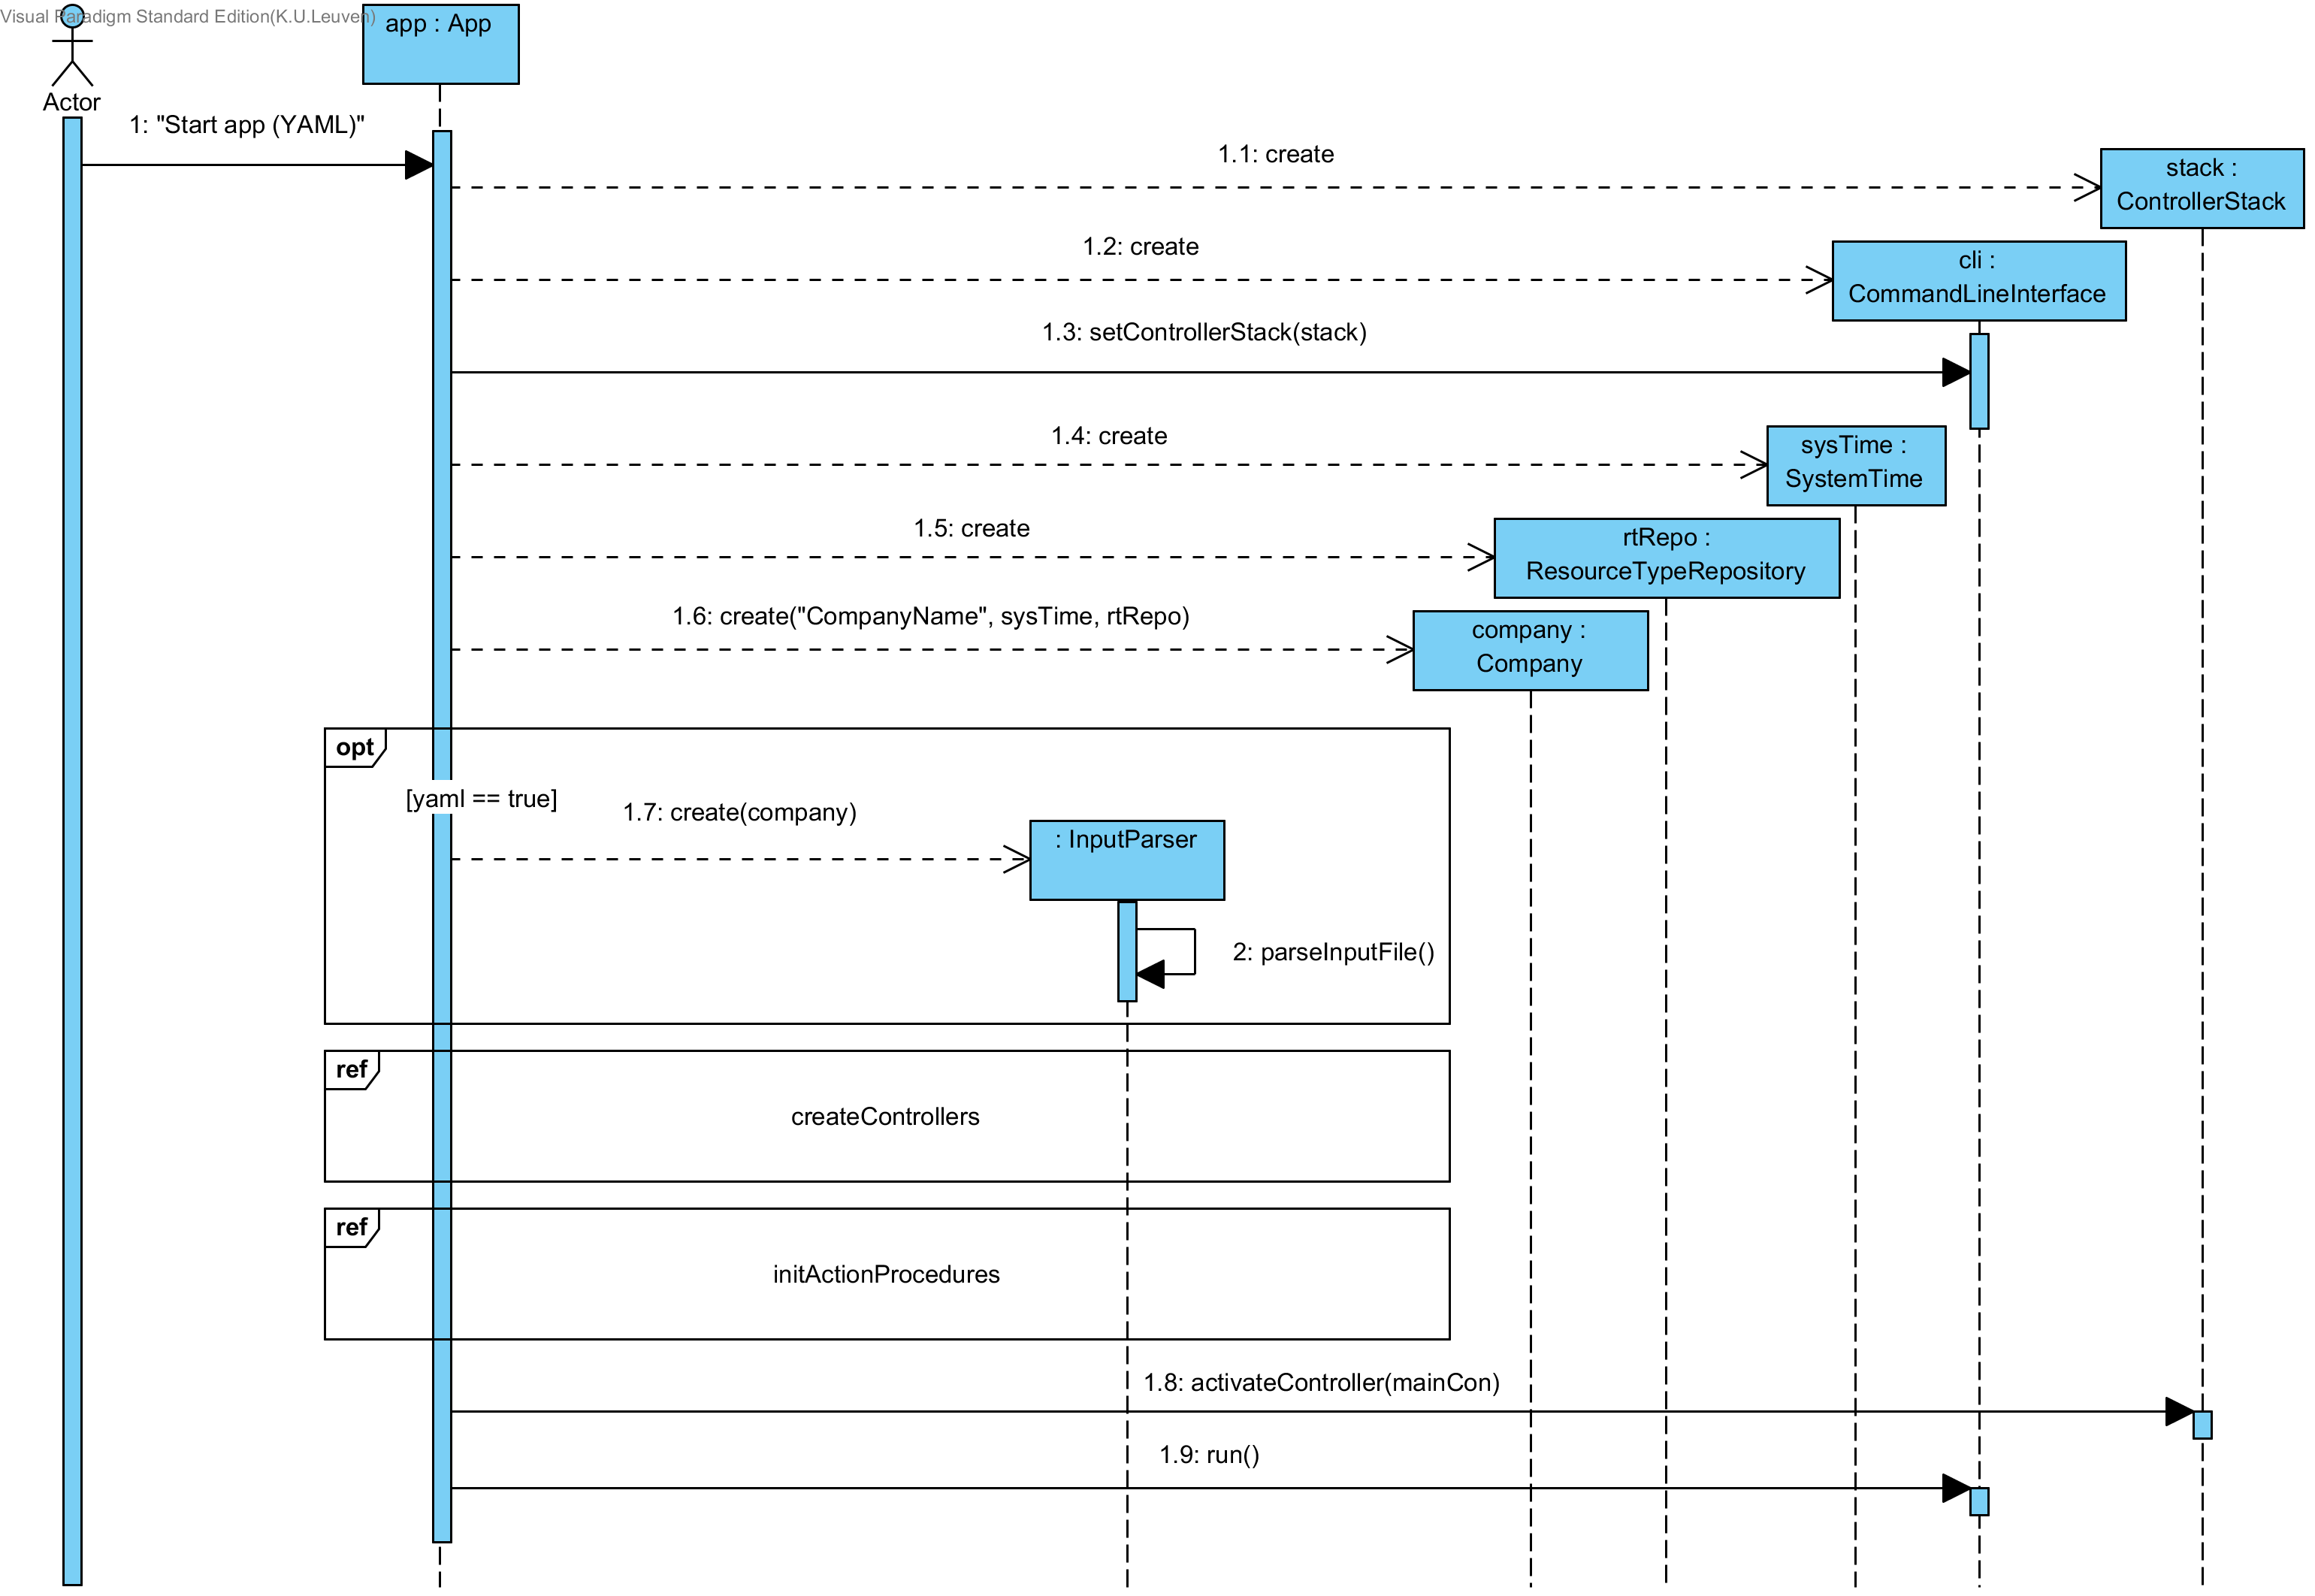 Visual Paradigm Standard Edition(K.U.Leuven)
app : App
Actor
1: "Start app (YAML)"
1.1: create
stack :
ControllerStack
1.2: create
cli :
CommandLineInterface
1.3: setControllerStack(stack)
1.4: create
sysTime :
SystemTime
1.5: create
rtRepo :
ResourceTypeRepository
1.6: create("CompanyName", sysTime, rtRepo)
company :
Company
opt
[yaml == true]
1.7: create(company)
: InputParser
2: parseInputFile()
ref
createControllers
ref
initActionProcedures
1.8: activateController(mainCon)
1.9: run()